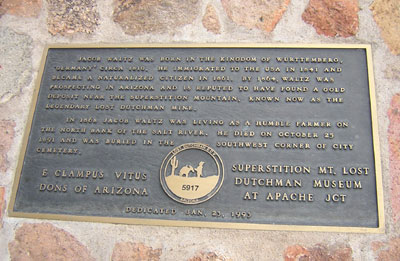 JACOB WALTZ WAS BORN IN THE KINGDOM OF WURTTEMBERG,
"GERMANY" CIRCA 1810. HE IMMIGRATED TO THE USA IN 1841 AND
BECAME A NATURALIZED CITIZEN IN 1861. BY 1864, WALTZ WAS
PROSPECTING IN ARIZONA AND IS REPUTED TO HAVE FOUND A GOLD
DEPOSIT NEAR THE SUPERSTITION MOUNTAIN, KNOWN NOW AS THE
LEGENDARY LOST DUTCHMAN MINE.
IN 1868 JACOB WALTZ WAS LIVING AS A HUMBLE FARMER ON
THE NORTH BANK OF THE SALT RIVER. HE DIED ON OCTOBER 25
1891 AND WAS BURIED IN THE SOUTHWEST CORNER OF CITY
CEMETERY.
E CLAMPUS VITUS
DONS OF ARIZONA
5917
SUPERSTITION MT. LOST
DUTCHMAN MUSEUM
AT APACHE JCT
DEDICATED JAN. 23, 1993